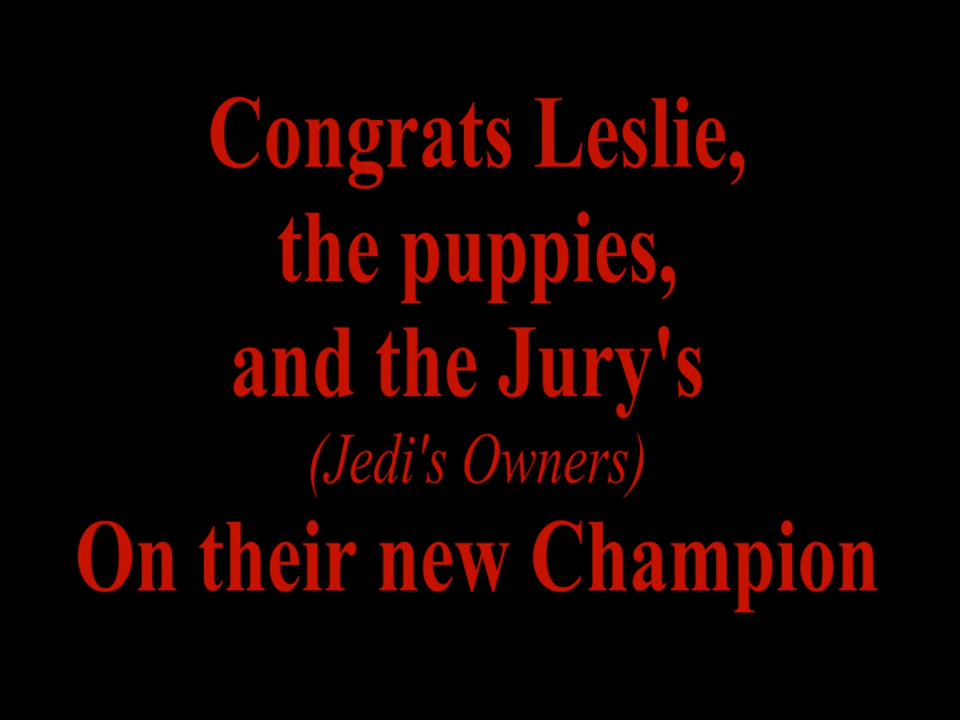 Congrats Leslie,
the puppies,
and the Jury's
(Jedi's Owners)
On their new Champion